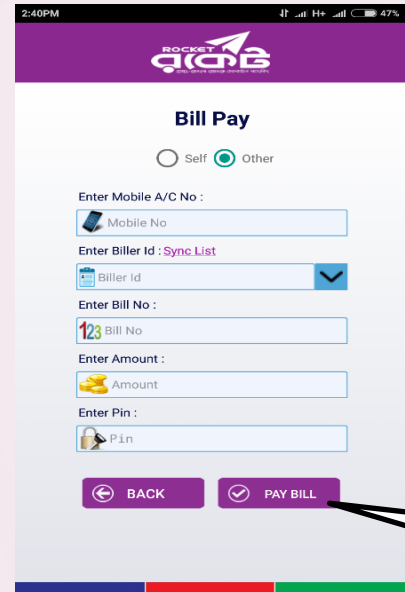 2:40PM H+ 47%
ROCKET
রকেট
Bill Pay
Self Other
Enter Mobile A/C No :
Mobile No
Enter Biller Id : Sync List
Biller Id
Enter Bill No :
123 Bill No
Enter Amount :
Amount
Enter Pin :
Pin
BACK PAY BILL